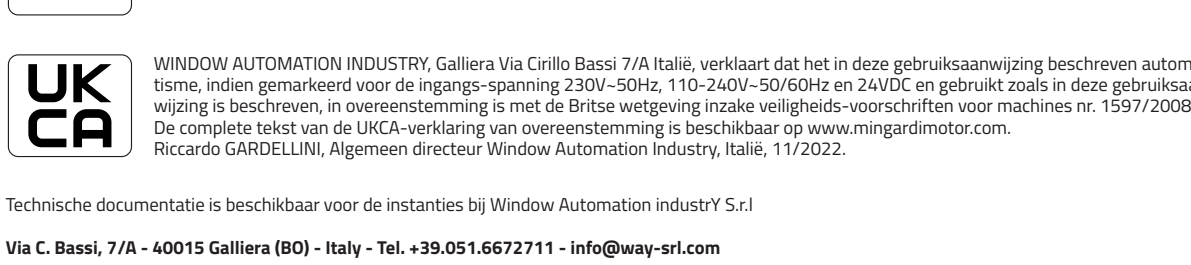 UK
CA
WINDOW AUTOMATION INDUSTRY, Galliera Via Cirillo Bassi 7/A Italië, verklaart dat het in deze gebruiksaanwijzing beschreven autom
tisme, indien gemarkeerd voor de ingangs-spanning 230V~50Hz, 110-240V~50/60Hz en 24VDC en gebruikt zoals in deze gebruiksaa
wijzing is beschreven, in overeenstemming is met de Britse wetgeving inzake veiligheids-voorschriften voor machines nr. 1597/2008
De complete tekst van de UKCA-verklaring van overeenstemming is beschikbaar op www.mingardimotor.com.
Riccardo GARDELLINI, Algemeen directeur Window Automation Industry, Italië, 11/2022.
Technische documentatie is beschikbaar voor de instanties bij Window Automation industrY S.r.l
Via C. Bassi, 7/A - 40015 Galliera (BO) - Italy - Tel. +39.051.6672711 - info@way-srl.com